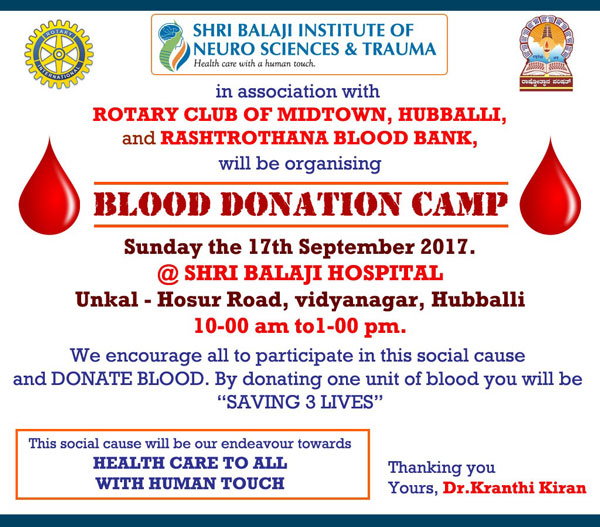 ROTARY
INTERNATIONAL
SHRI BALAJI INSTITUTE OF
NEURO SCIENCES & TRAUMA
Health care with a human touch.
ರಾಷ್ಟ್ರೋತ್ಥಾನ ಪರಿಷತ್
in association with
ROTARY CLUB OF MIDTOWN, HUBBALLI,
and RASHTROTHANA BLOOD BANK,
will be organising
BLOOD DONATION CAMP
Sunday the 17th September 2017.
@ SHRI BALAJI HOSPITAL
Unkal - Hosur Road, vidyanagar, Hubballi
10-00 am to1-00 pm.
We encourage all to participate in this social cause
and DONATE BLOOD. By donating one unit of blood you will be
“SAVING 3 LIVES”
This social cause will be our endeavour towards
HEALTH CARE TO ALL
WITH HUMAN TOUCH
Thanking you
Yours, Dr.Kranthi Kiran